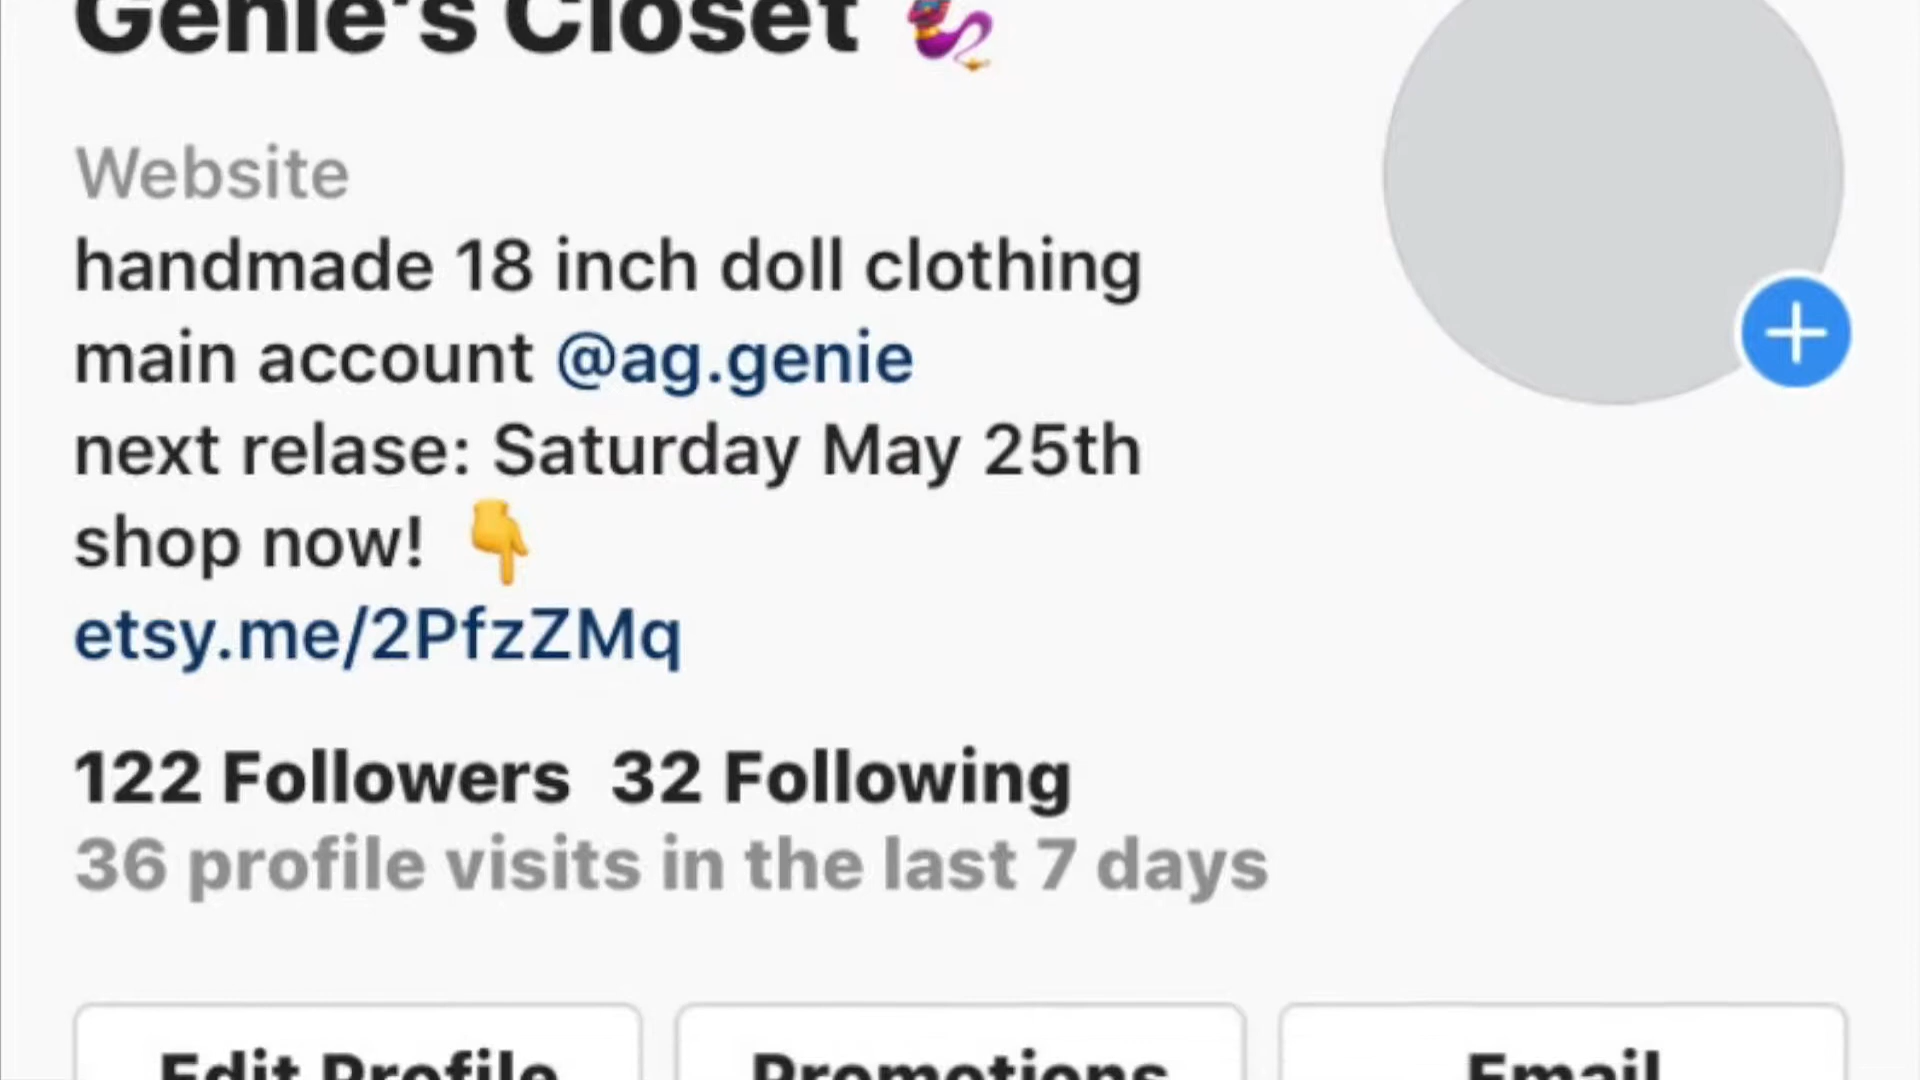 Genie's Closet 🧞
Website
handmade 18 inch doll clothing
main account @ag.genie
next relase: Saturday May 25th
shop now! 👇
etsy.me/2PfzZMq
122 Followers 32 Following
36 profile visits in the last 7 days
Edit Profile
Promotions
Email